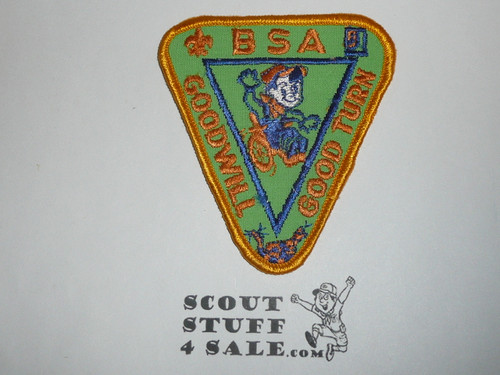 BSA
GOODWILL
GOOD TURN
SCOUT
STUFF
4 SALE.com